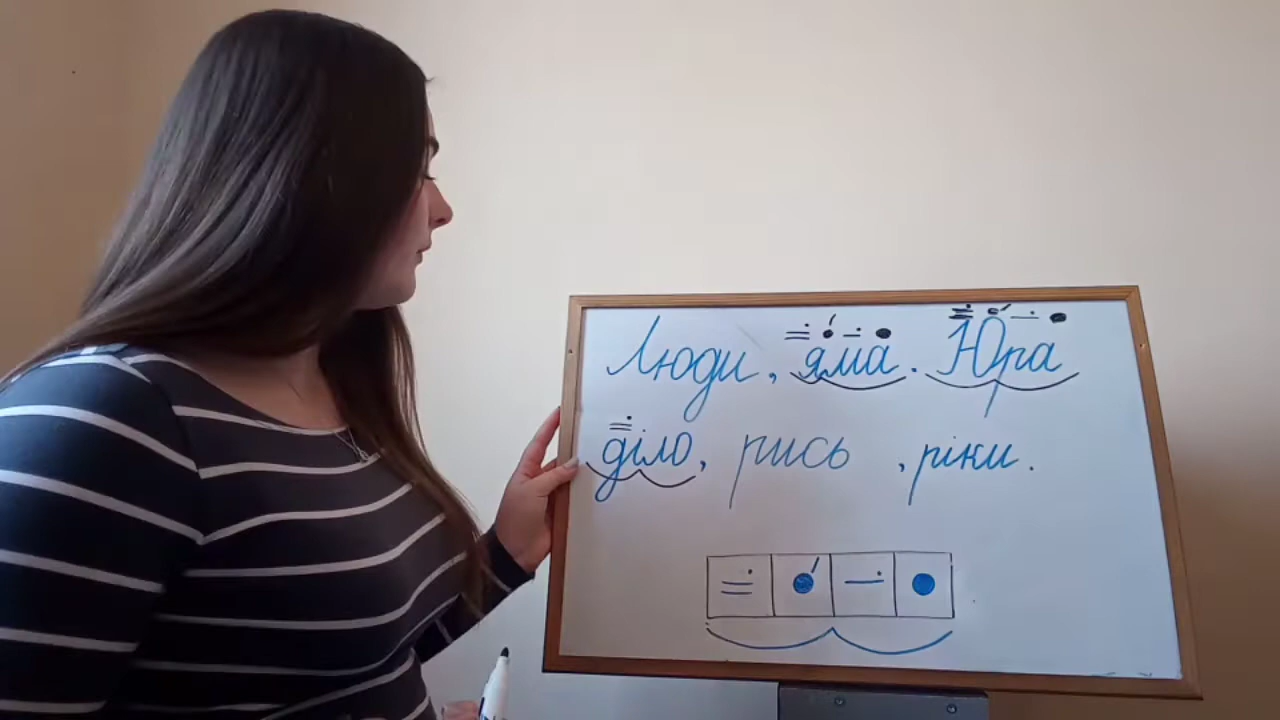 Люди, яма. Юра
діло, рись, ріки.